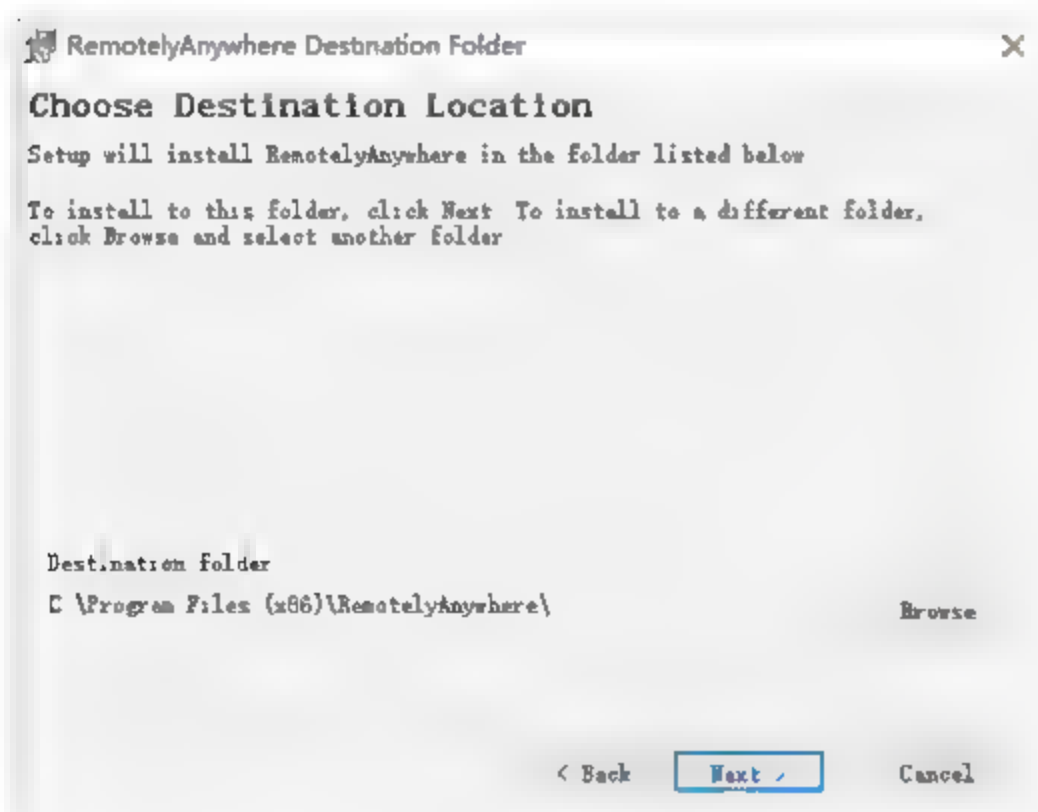 RemotelyAnywhere Destination Folder
Choose Destination Location
Setup will install RemotelyAnywhere in the folder listed below
To install to this folder, click Next To install to a different folder,
click Browse and select another folder
Destination folder
C \Program Files (x86)\RemotelyAnywhere\
Browse
< Back Next > Cancel